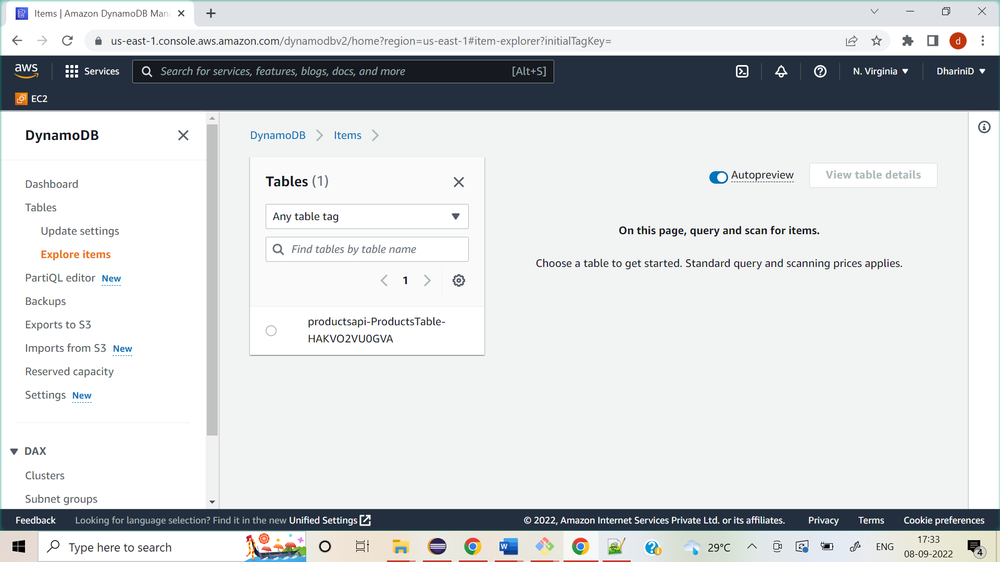 Items | Amazon DynamoDB Mana
us-east-1.console.aws.amazon.com/dynamodbv2/home?region=us-east-1#item-explorer?initialTagKey=
d
aws
Services
Search for services, features, blogs, docs, and more
[Alt+S]
N. Virginia
DhariniD
EC2
DynamoDB
Dashboard
Tables
Update settings
Explore items
PartiQL editor New
Backups
Exports to S3
Imports from S3 New
Reserved capacity
Settings New
DAX
Clusters
Subnet groups
DynamoDB
Items
Tables (1)
Any table tag
Find tables by table name
1
productsapi-ProductsTable-
HAKVO2VU0GVA
Autopreview
View table details
On this page, query and scan for items.
Choose a table to get started. Standard query and scanning prices applies.
Feedback
Looking for language selection? Find it in the new Unified Settings
© 2022, Amazon Internet Services Private Ltd. or its affiliates.
Privacy
Terms
Cookie preferences
Type here to search
29°C
ENG
17:33
08-09-2022
4